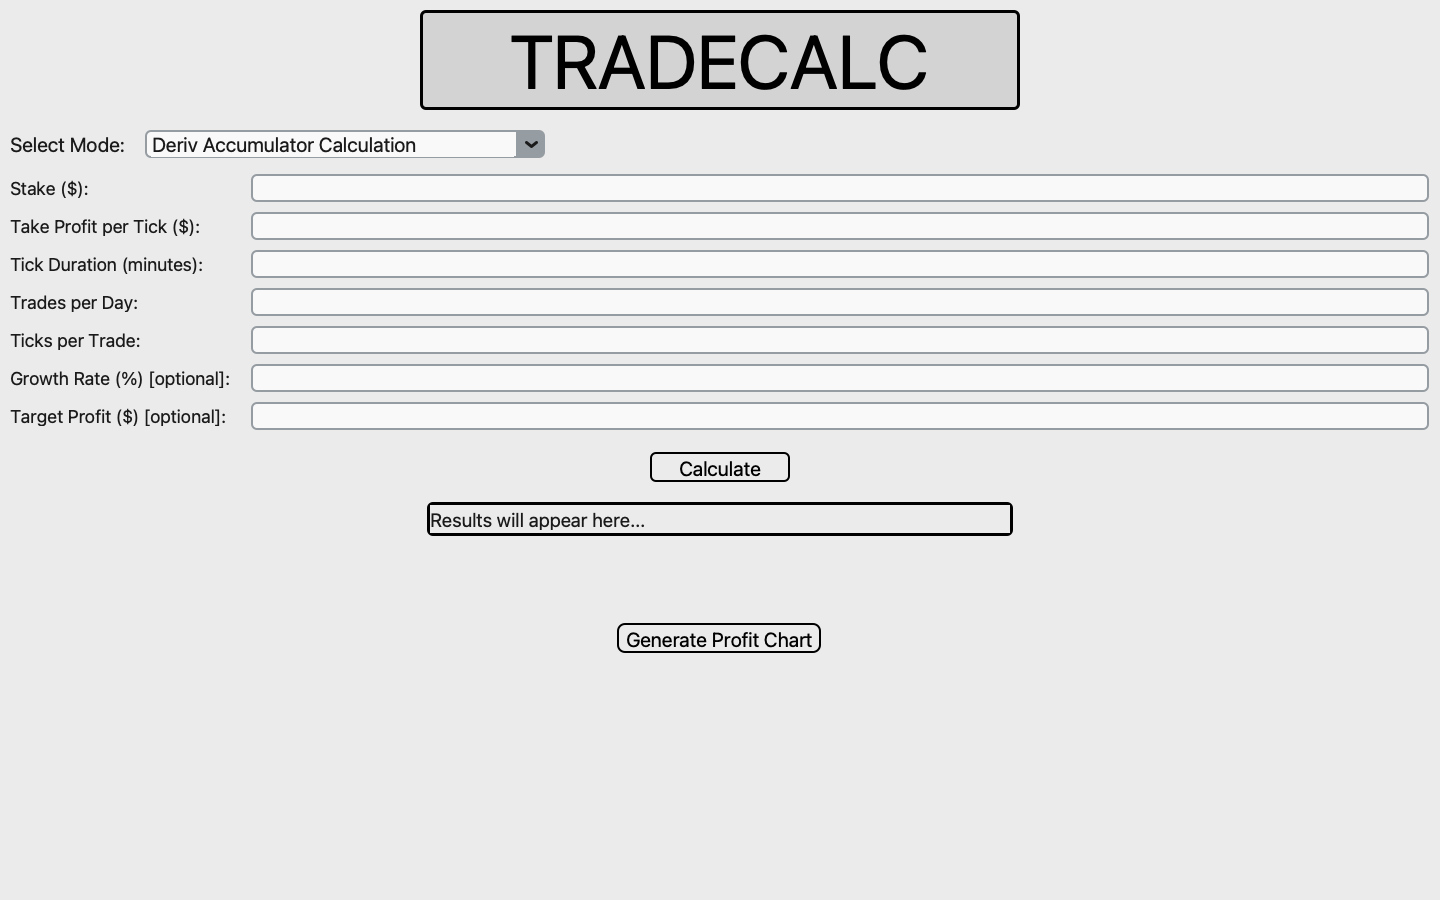 TRADECALC
Select Mode: Deriv Accumulator Calculation
Stake ($):
Take Profit per Tick ($):
Tick Duration (minutes):
Trades per Day:
Ticks per Trade:
Growth Rate (%) [optional]:
Target Profit ($) [optional]:
Calculate
Results will appear here...
Generate Profit Chart